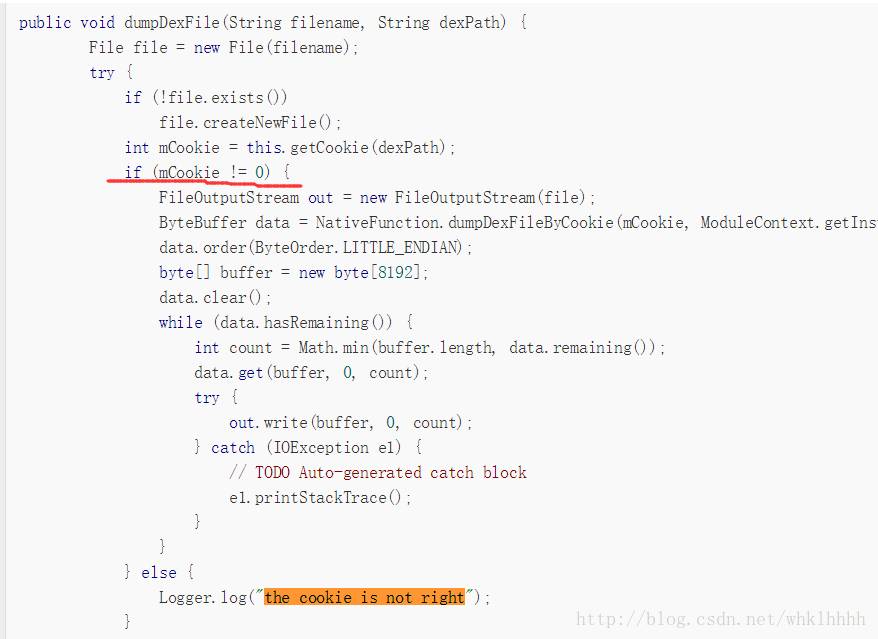 public void dumpDexFile(String filename, String dexPath) {
File file = new File(filename);
try {
if (!file.exists())
file.createNewFile();
int mCookie = this.getCookie(dexPath);
if (mCookie != 0) {
FileOutputStream out = new FileOutputStream(file);
ByteBuffer data = NativeFunction.dumpDexFileByCookie(mCookie, ModuleContext.getIns
data.order(ByteOrder.LITTLE_ENDIAN);
byte[] buffer = new byte[8192];
data.clear();
while (data.hasRemaining()) {
int count = Math.min(buffer.length, data.remaining());
data.get(buffer, 0, count);
try {
out.write(buffer, 0, count);
} catch (IOException e1) {
// TODO Auto-generated catch block
e1.printStackTrace();
}
}
} else {
Logger.log("the cookie is not right");
}
http://blog.csdn.net/whklhhhh